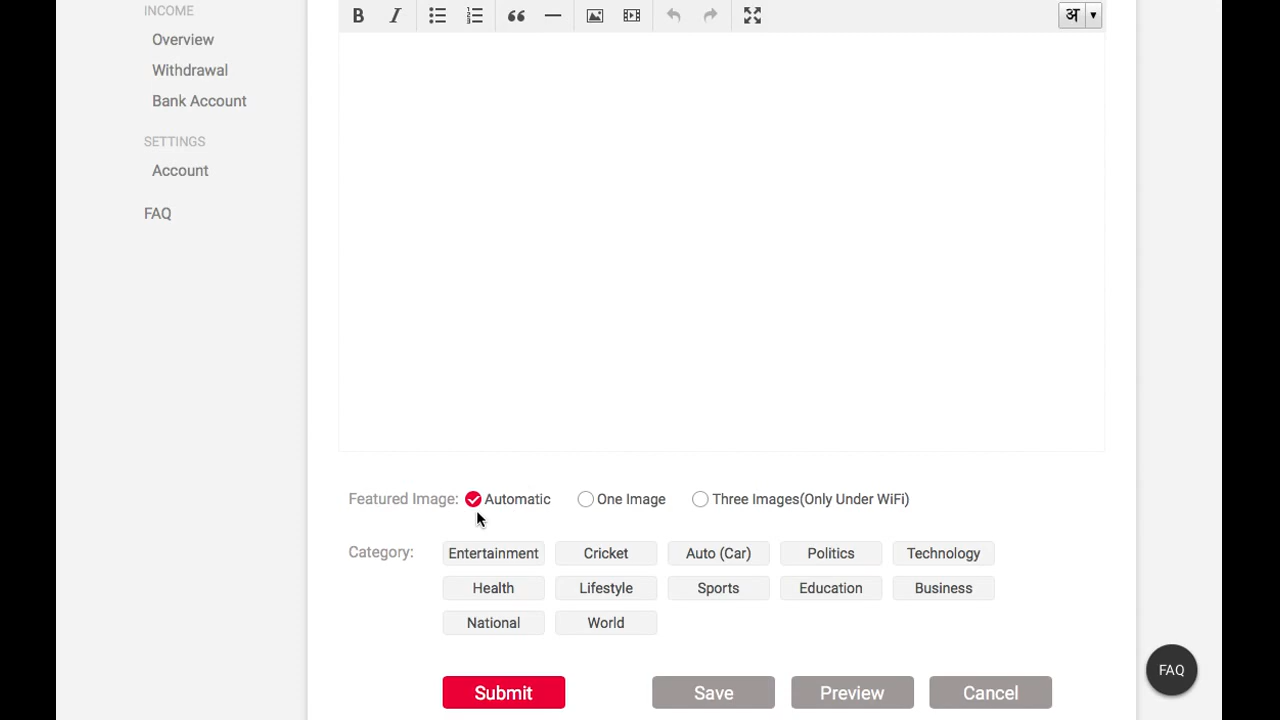 INCOME
Overview
Withdrawal
Bank Account
SETTINGS
Account
FAQ
B I अ
Featured Image: Automatic One Image Three Images(Only Under WiFi)
Category: Entertainment Cricket Auto (Car) Politics Technology
Health Lifestyle Sports Education Business
National World
FAQ
Submit Save Preview Cancel